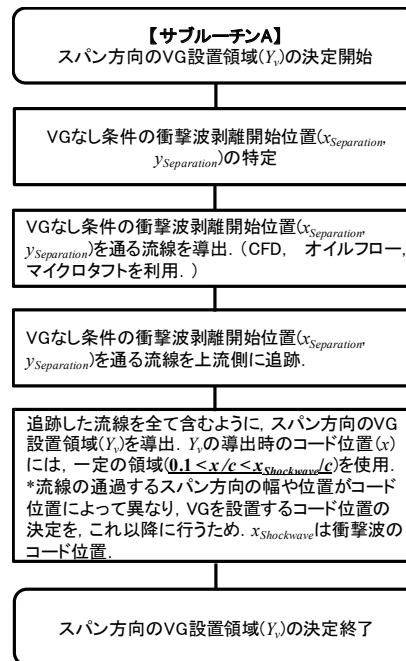 【サブルーチンA】
スパン方向のVG設置領域(Yv)の決定開始
VGなし条件の衝撃波剥離開始位置(xSeparation,
ySeparation)の特定
VGなし条件の衝撃波剥離開始位置(xSeparation,
ySeparation)を通る流線を導出.（CFD, オイルフロー,
マイクロタフトを利用.）
VGなし条件の衝撃波剥離開始位置(xSeparation,
ySeparation)を通る流線を上流側に追跡.
追跡した流線を全て含むように, スパン方向のVG
設置領域(Yv)を導出. Yvの導出時のコード位置(x)
には, 一定の領域(0.1 < x/c < xShockwave/c)を使用.
*流線の通過するスパン方向の幅や位置がコード
位置によって異なり, VGを設置するコード位置の
決定を, これ以降に行うため. xShockwaveは衝撃波の
コード位置.
スパン方向のVG設置領域(Yv)の決定終了